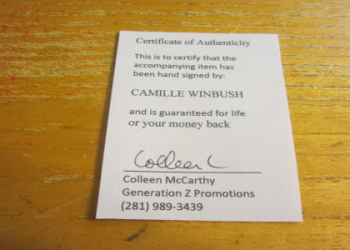 Certificate of Authenticity
This is to certify that the
accompanying item has
been hand signed by:
CAMILLE WINBUSH
and is guaranteed for life
or your money back
Colleen C
Colleen McCarthy
Generation Z Promotions
(281) 989-3439